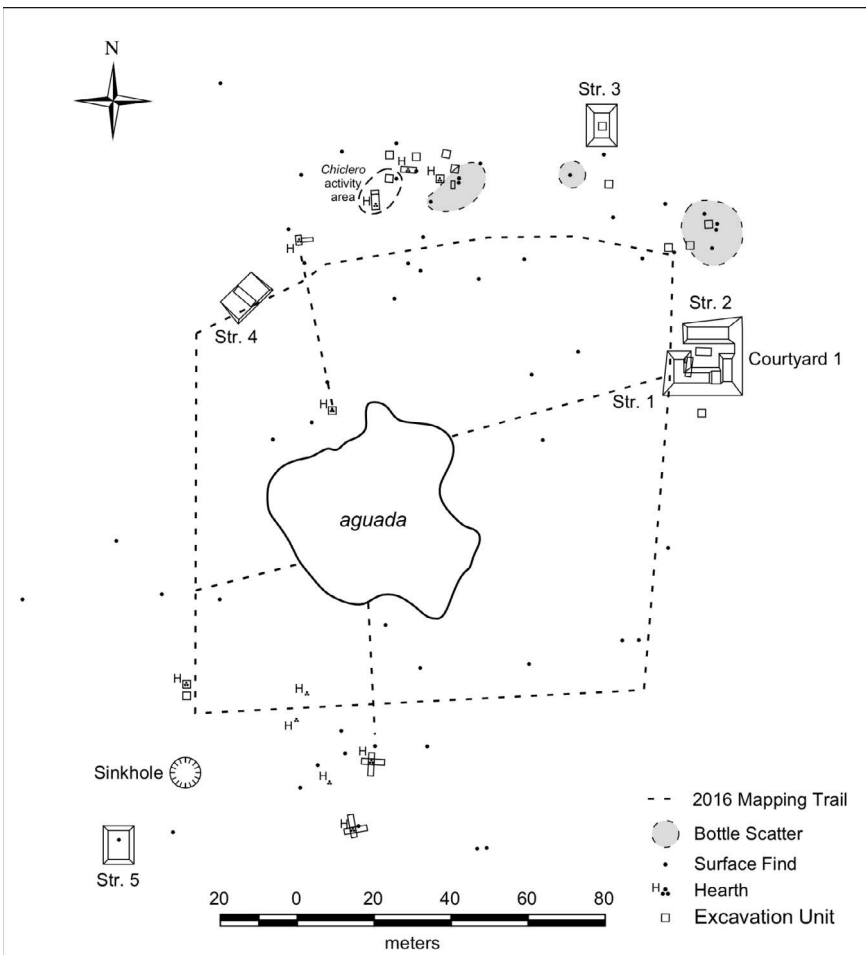 N
Str. 3
Chiclero
activity
area
H
H
H
H
Str. 4
Str. 2
Courtyard 1
Str. 1
H
aguada
H
H
H
H
H
H
Sinkhole
Str. 5
2016 Mapping Trail
Bottle Scatter
Surface Find
H
Hearth
Excavation Unit
20 0 20 40 60 80
meters